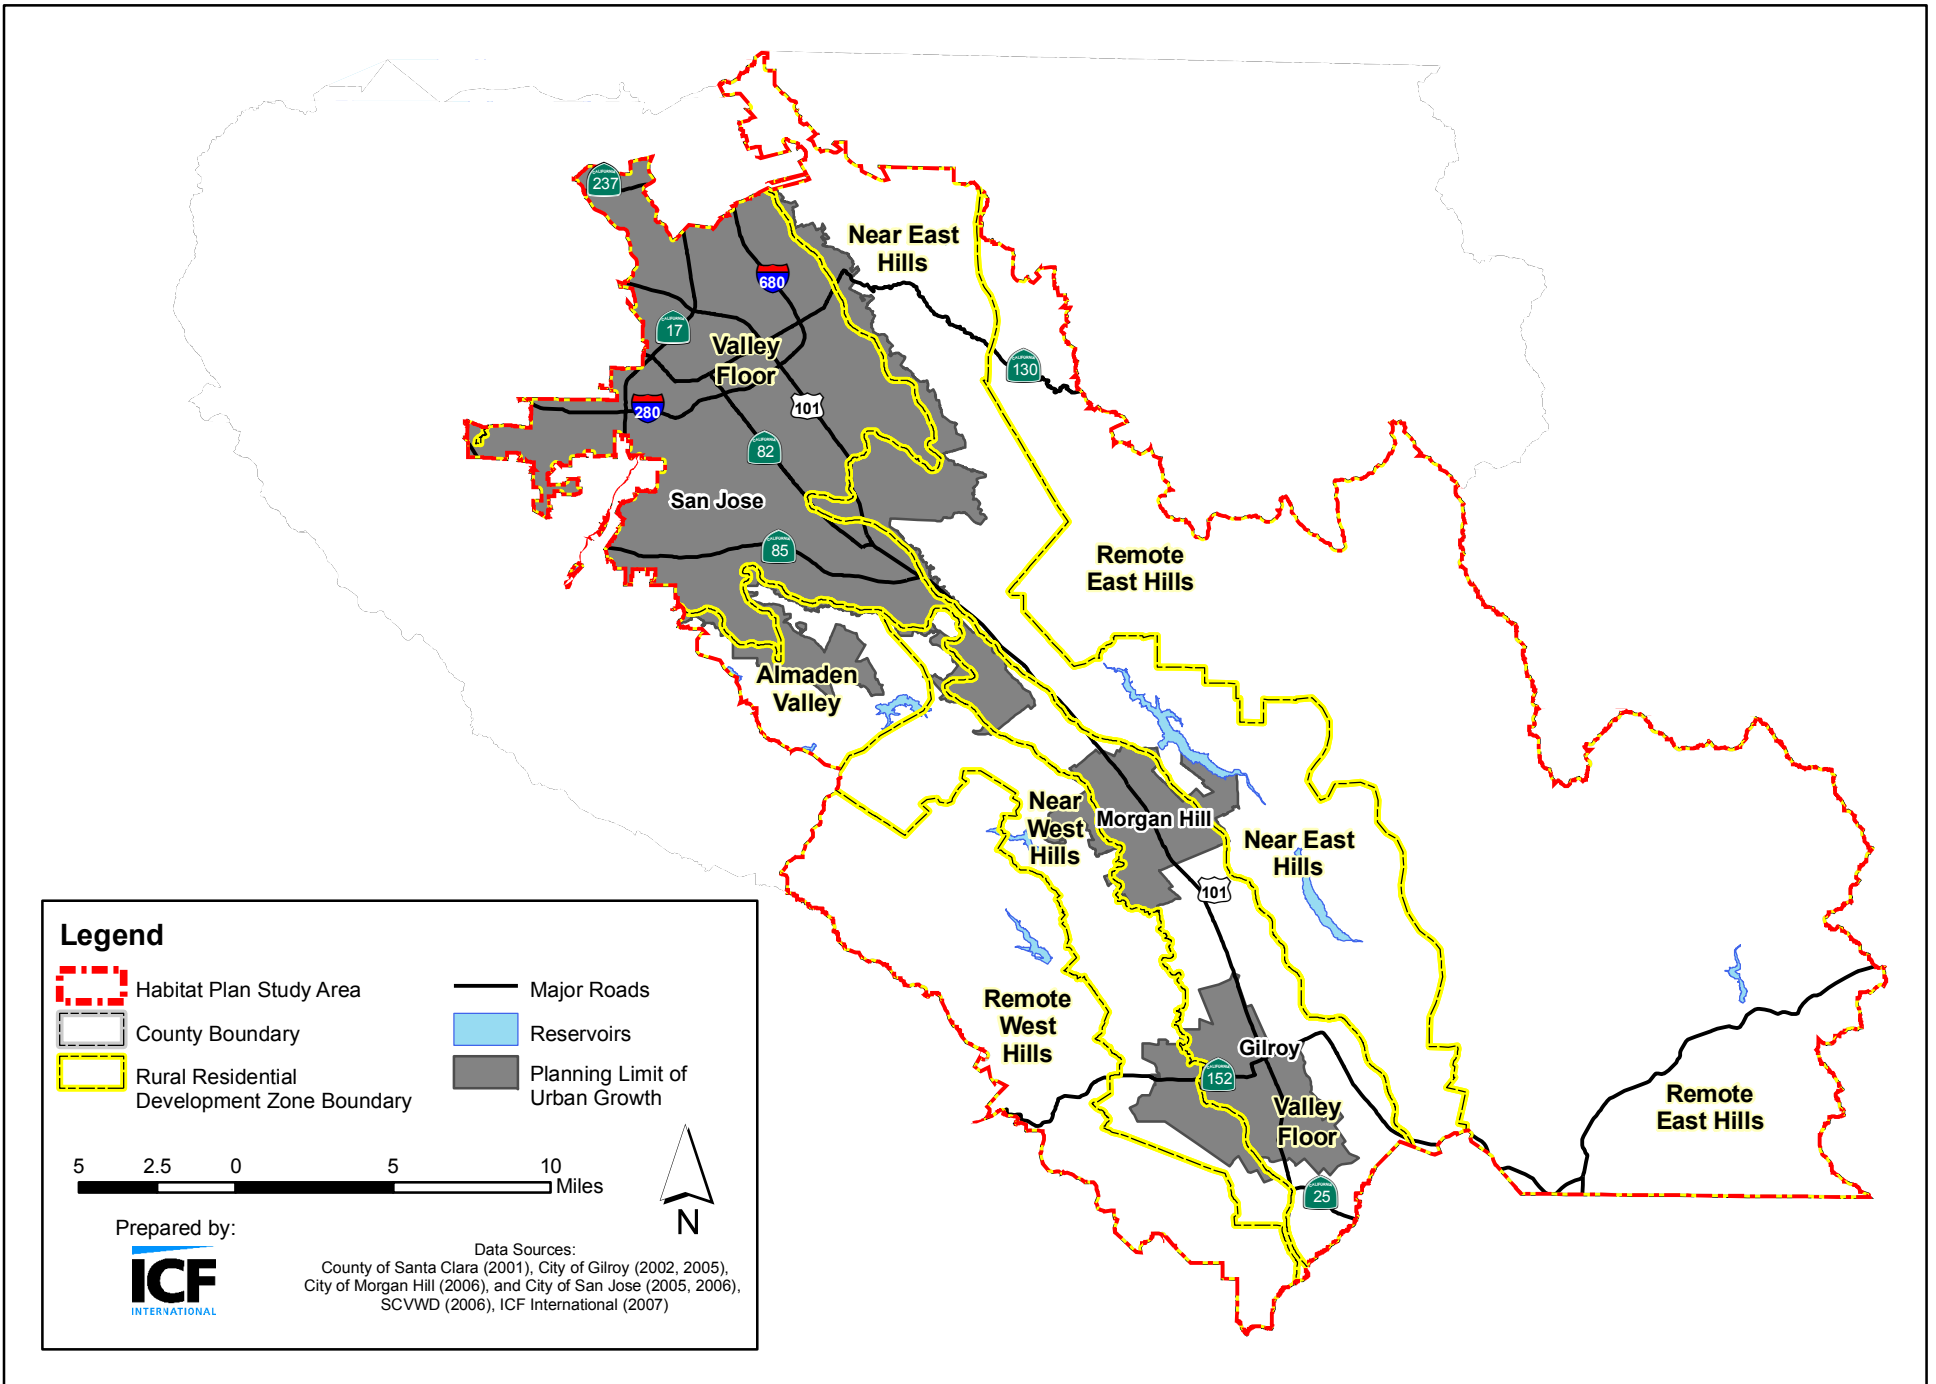 237
Near East
Hills
680
17
Valley
Floor
130
280
101
82
San Jose
85
Remote
East Hills
Almaden
Valley
Near
West
Hills
Morgan Hill
Near East
Hills
101
Remote
West
Hills
Gilroy
152
Valley
Floor
Remote
East Hills
25
Legend
Habitat Plan Study Area
County Boundary
Rural Residential
Development Zone Boundary
Major Roads
Reservoirs
Planning Limit of
Urban Growth
5 2.5 0 5 10
Miles
N
Prepared by:
ICF
INTERNATIONAL
Data Sources:
County of Santa Clara (2001), City of Gilroy (2002, 2005),
City of Morgan Hill (2006), and City of San Jose (2005, 2006),
SCVWD (2006), ICF International (2007)